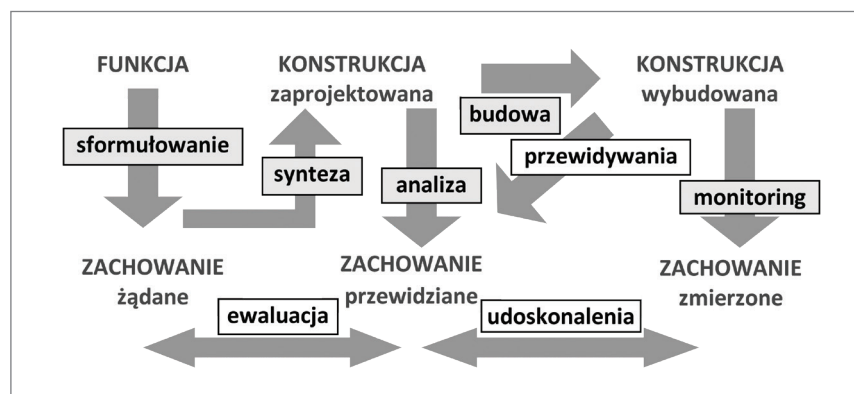 FUNKCJA
KONSTRUKCJA
zaprojektowana
KONSTRUKCJA
wybudowana
budowa
sformułowanie
synteza
analiza
przewidywania
monitoring
ZACHOWANIE
żądane
ZACHOWANIE
przewidziane
ZACHOWANIE
zmierzone
ewaluacja
udoskonalenia